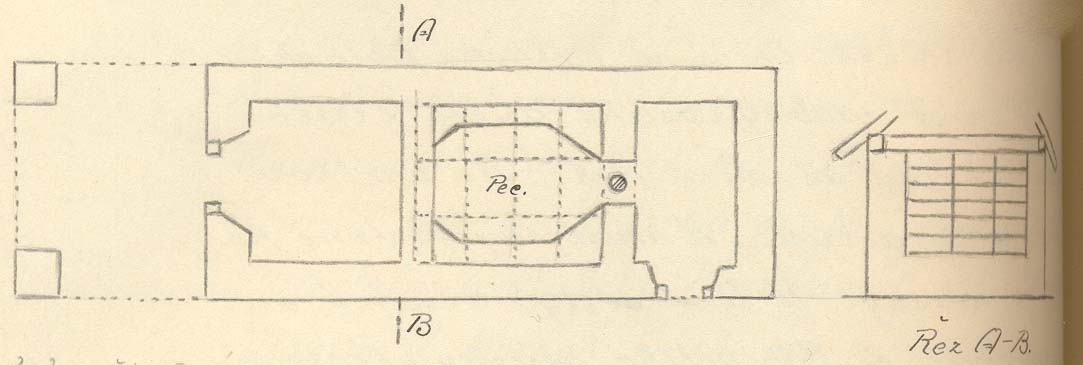 A
Pec.
B
Řez A-B.